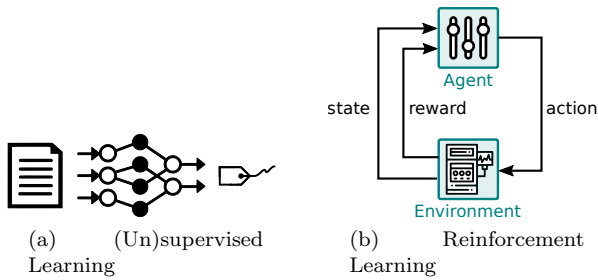 Agent
state reward action
Environment
(a) (Un)supervised
Learning
(b) Reinforcement
Learning